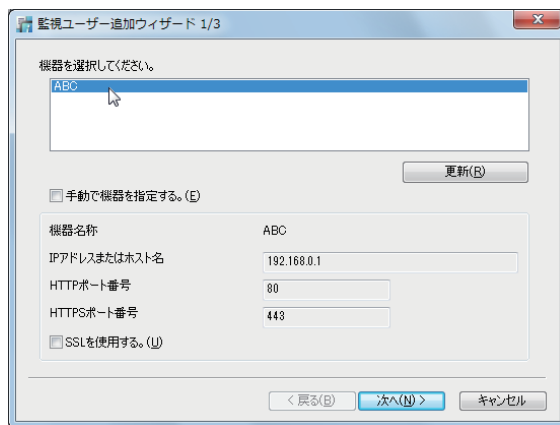 監視ユーザー追加ウィザード 1/3
機器を選択してください。
ABC
更新(R)
手動で機器を指定する。(E)
機器名称 ABC
IPアドレスまたはホスト名 192.168.0.1
HTTPポート番号 80
HTTPSポート番号 443
SSLを使用する。(U)
< 戻る(B) 次へ(N) > キャンセル